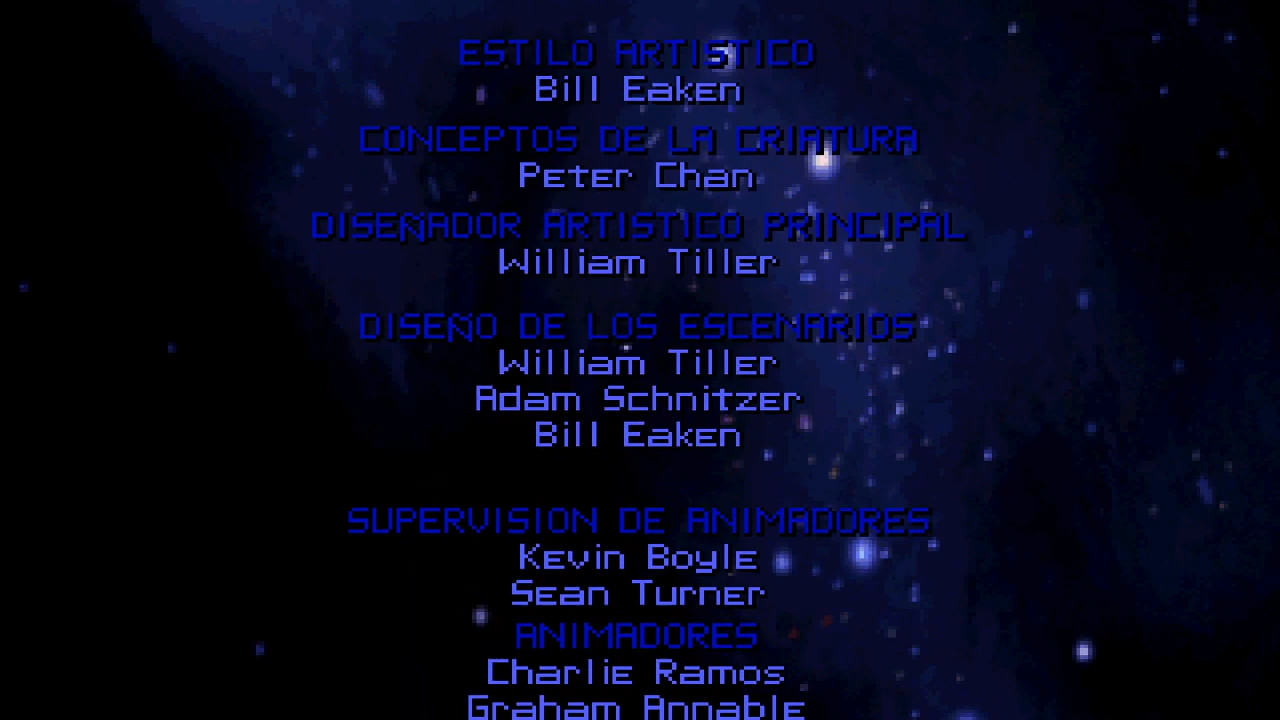 ESTILO ARTISTICO
Bill Eaken
CONCEPTOS DE LA CRIATURA
Peter Chan
DISEÑADOR ARTISTICO PRINCIPAL
William Tiller
DISEÑO DE LOS ESCENARIOS
William Tiller
Adam Schnitzer
Bill Eaken
SUPERVISION DE ANIMADORES
Kevin Boyle
Sean Turner
ANIMADORES
Charlie Ramos
Graham Annable